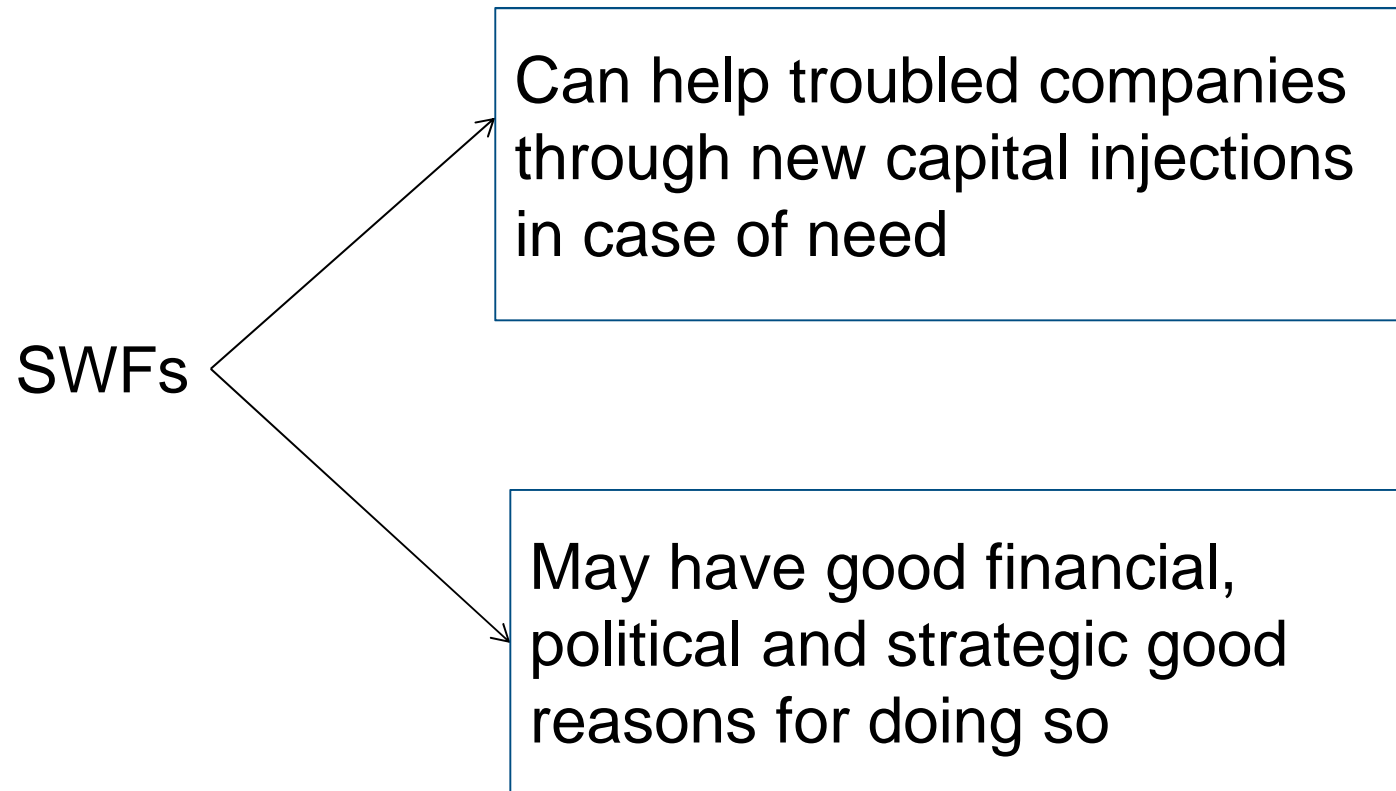 Can help troubled companies
through new capital injections
in case of need
SWFs
May have good financial,
political and strategic good
reasons for doing so